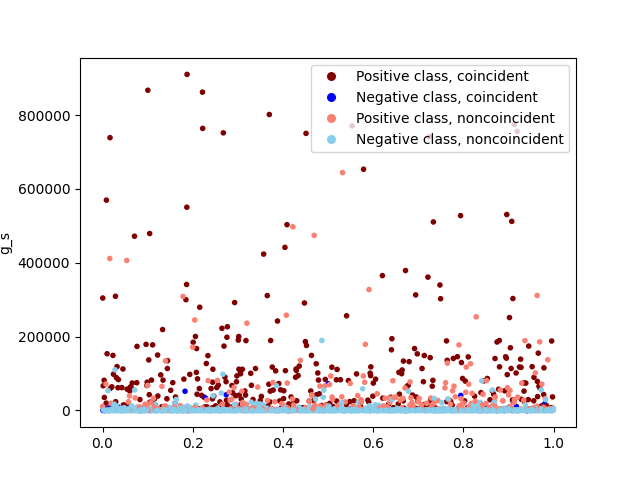 Positive class, coincident
Negative class, coincident
Positive class, noncoincident
Negative class, noncoincident
800000
600000
400000
200000
0
g_s
0.0 0.2 0.4 0.6 0.8 1.0